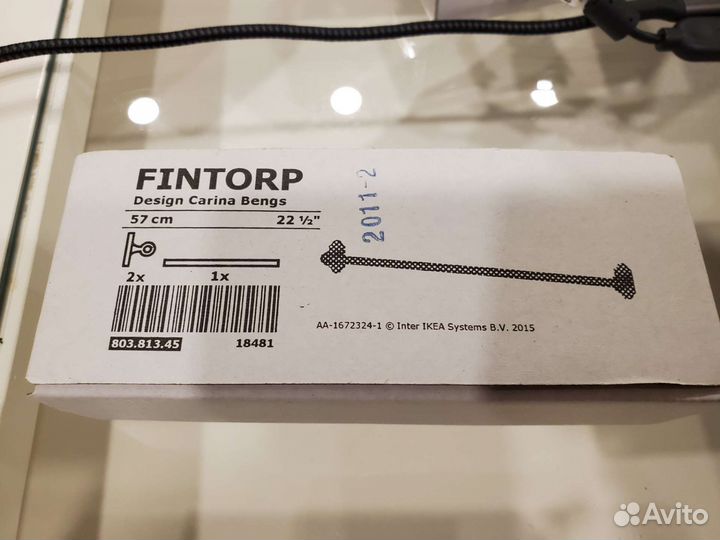 FINTORP
Design Carina Bengs
57 cm 22 ½"
2x 1x
803.813.45 18481
2011-2
AA-1672324-1 © Inter IKEA Systems B.V. 2015
Avito